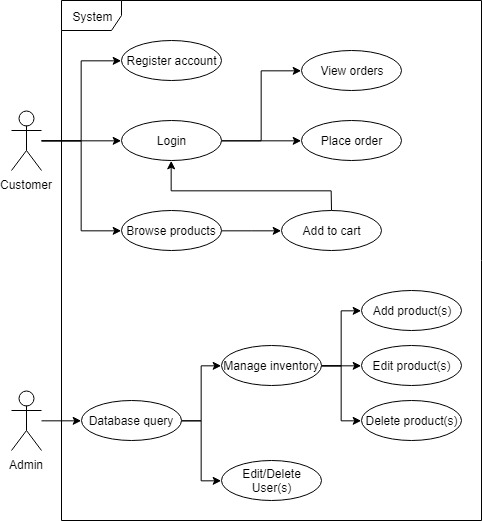 System
Register account
View orders
Login
Place order
Customer
Browse products
Add to cart
Add product(s)
Manage inventory
Edit product(s)
Database query
Delete product(s)
Admin
Edit/Delete
User(s)